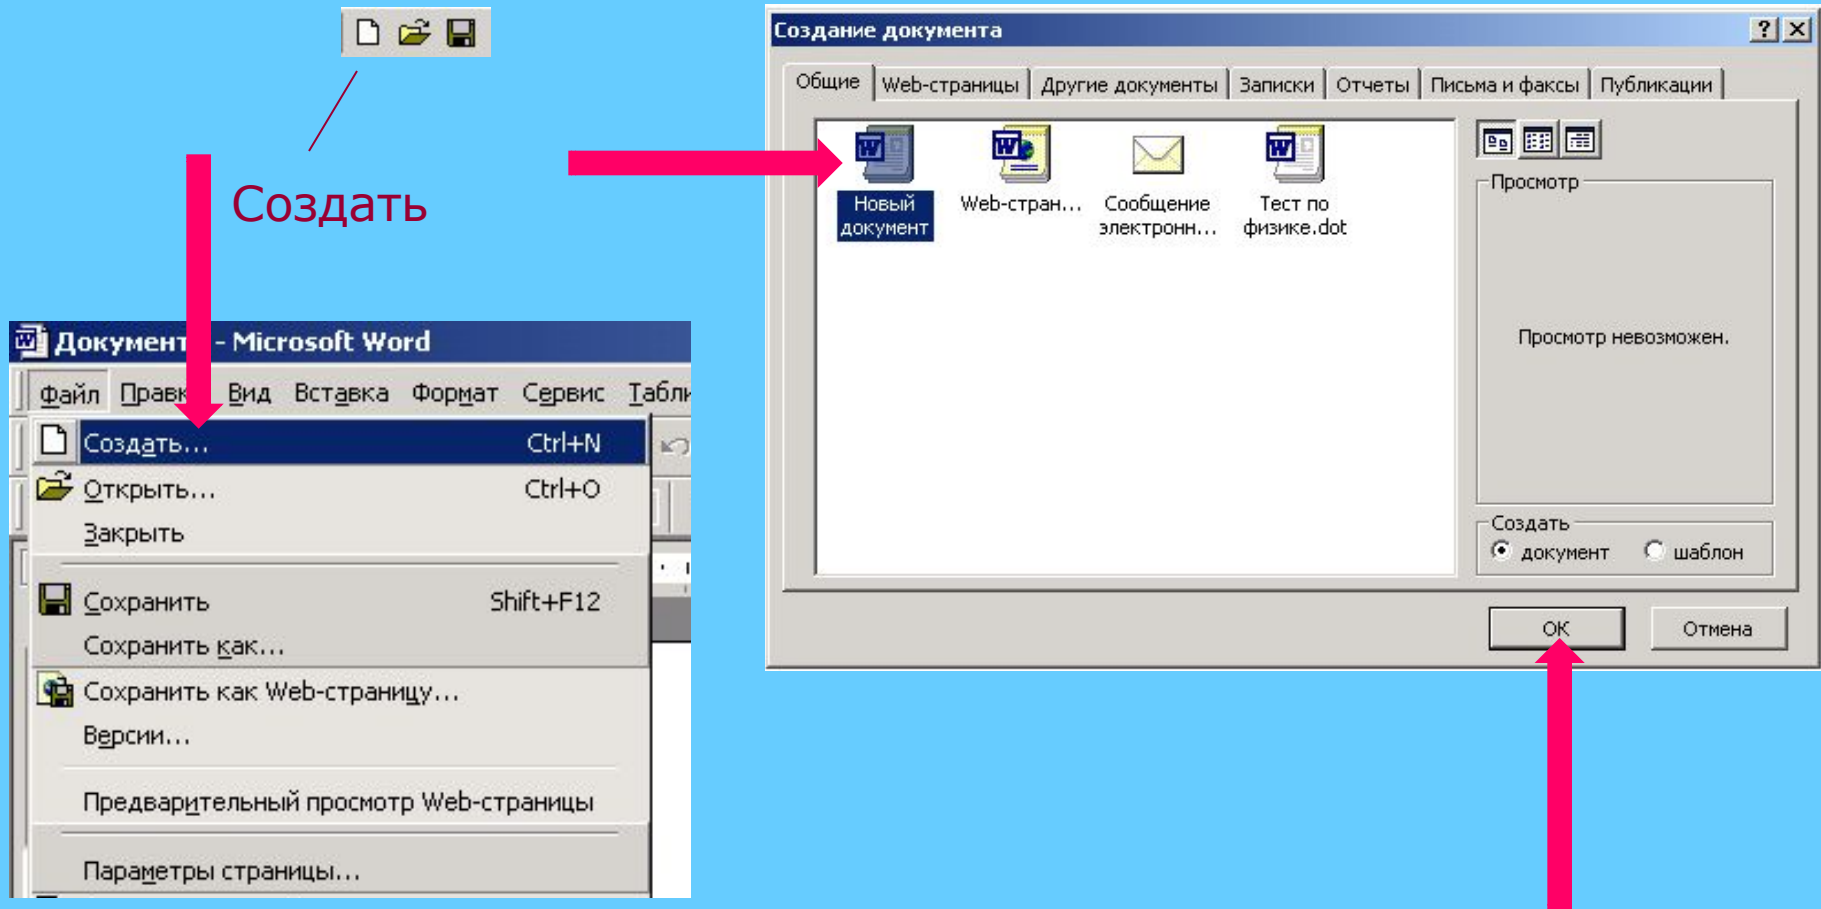 Создать
Создание документа
Общие Web-страницы Другие документы Записки Отчеты Письма и факсы Публикации
Новый документ
Web-стран...
Сообщение электронн...
Тест по физике.dot
Просмотр
Просмотр невозможен.
Создать
документ шаблон
ОК Отмена
Документ - Microsoft Word
Файл Правк Вид Вставка Формат Сервис Табли
Создать... Ctrl+N
Открыть... Ctrl+O
Закрыть
Сохранить Shift+F12
Сохранить как...
Сохранить как Web-страницу...
Версии...
Предварительный просмотр Web-страницы
Параметры страницы...